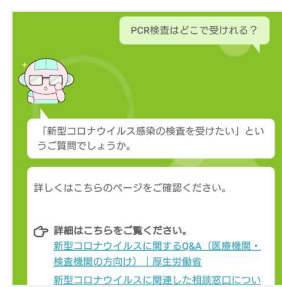 PCR検査はどこで受けれる？
「新型コロナウイルス感染の検査を受けたい」とい
うご質問でしょうか。
詳しくはこちらのページをご確認ください。
詳細はこちらをご覧ください。
新型コロナウイルスに関するQ&A（医療機関・
検査機関の方向け）｜厚生労働省
新型コロナウイルスに関連した相談窓口につい